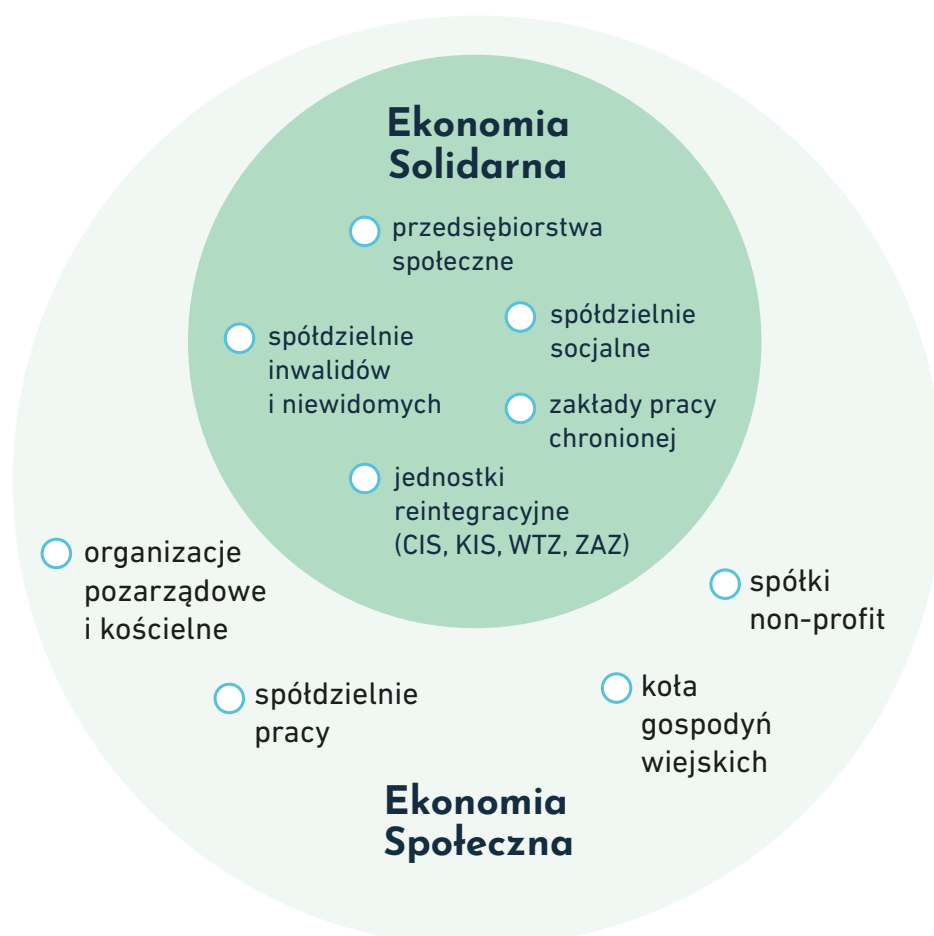 Ekonomia
Solidarna
przedsiębiorstwa
społeczne
spółdzielnie
inwalidów
i niewidomych
spółdzielnie
socjalne
zakłady pracy
chronionej
jednostki
reintegracyjne
(CIS, KIS, WTZ, ZAZ)
organizacje
pozarządowe
i kościelne
spółki
non-profit
spółdzielnie
pracy
koła
gospodyń
wiejskich
Ekonomia
Społeczna